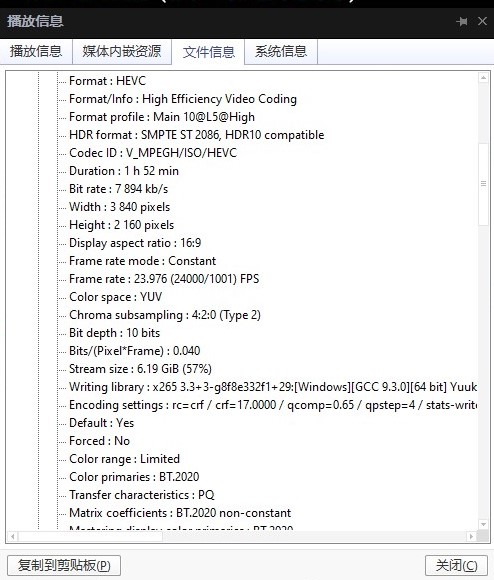 播放信息
播放信息 媒体内嵌资源 文件信息 系统信息
Format : HEVC
Format/Info : High Efficiency Video Coding
Format profile : Main 10@L5@High
HDR format : SMPTE ST 2086, HDR10 compatible
Codec ID : V_MPEGH/ISO/HEVC
Duration : 1 h 52 min
Bit rate : 7 894 kb/s
Width : 3 840 pixels
Height : 2 160 pixels
Display aspect ratio : 16:9
Frame rate mode : Constant
Frame rate : 23.976 (24000/1001) FPS
Color space : YUV
Chroma subsampling : 4:2:0 (Type 2)
Bit depth : 10 bits
Bits/(Pixel*Frame) : 0.040
Stream size : 6.19 GiB (57%)
Writing library : x265 3.3+3-g8f8e332f1+29:[Windows][GCC 9.3.0][64 bit] Yuuk
Encoding settings : rc=crf / crf=17.0000 / qcomp=0.65 / qpstep=4 / stats-write
Default : Yes
Forced : No
Color range : Limited
Color primaries : BT.2020
Transfer characteristics : PQ
Matrix coefficients : BT.2020 non-constant
Mastering display color primaries : BT.2020
复制到剪贴板(P) 关闭(C)